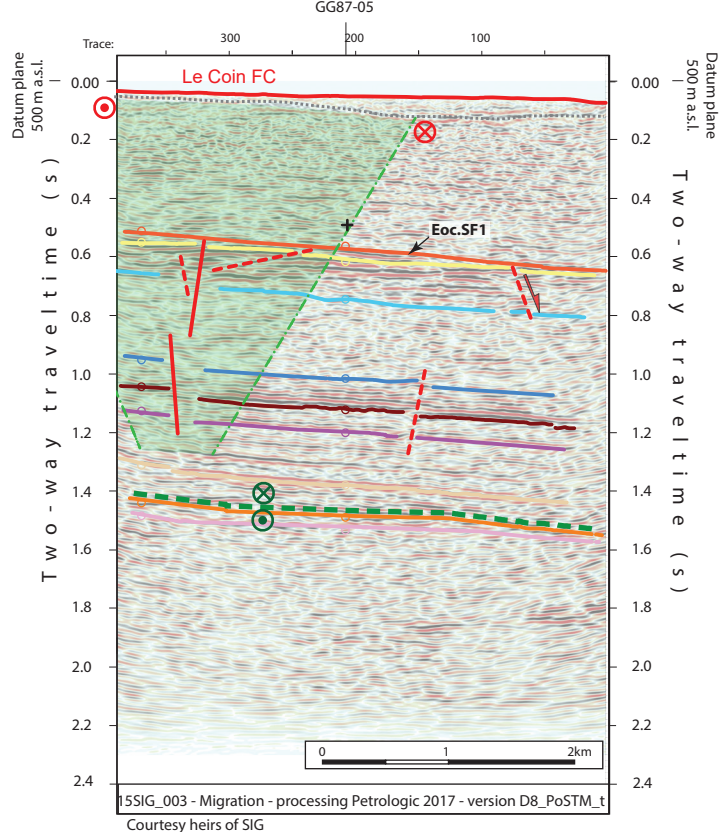 GG87-05
Trace: 300 200 100
Datum plane
500 m a.s.l.
Datum plane
500 m a.s.l.
Le Coin FC
Eoc.SF1
Two-way traveltime (s)
Two-way traveltime (s)
0.00 0.00
0.2 0.2
0.4 0.4
0.6 0.6
0.8 0.8
1.0 1.0
1.2 1.2
1.4 1.4
1.6 1.6
1.8 1.8
2.0 2.0
2.2 2.2
2.4 2.4
0 1 2km
15SIG_003 - Migration - processing Petrologic 2017 - version D8_PoSTM_t
Courtesy heirs of SIG